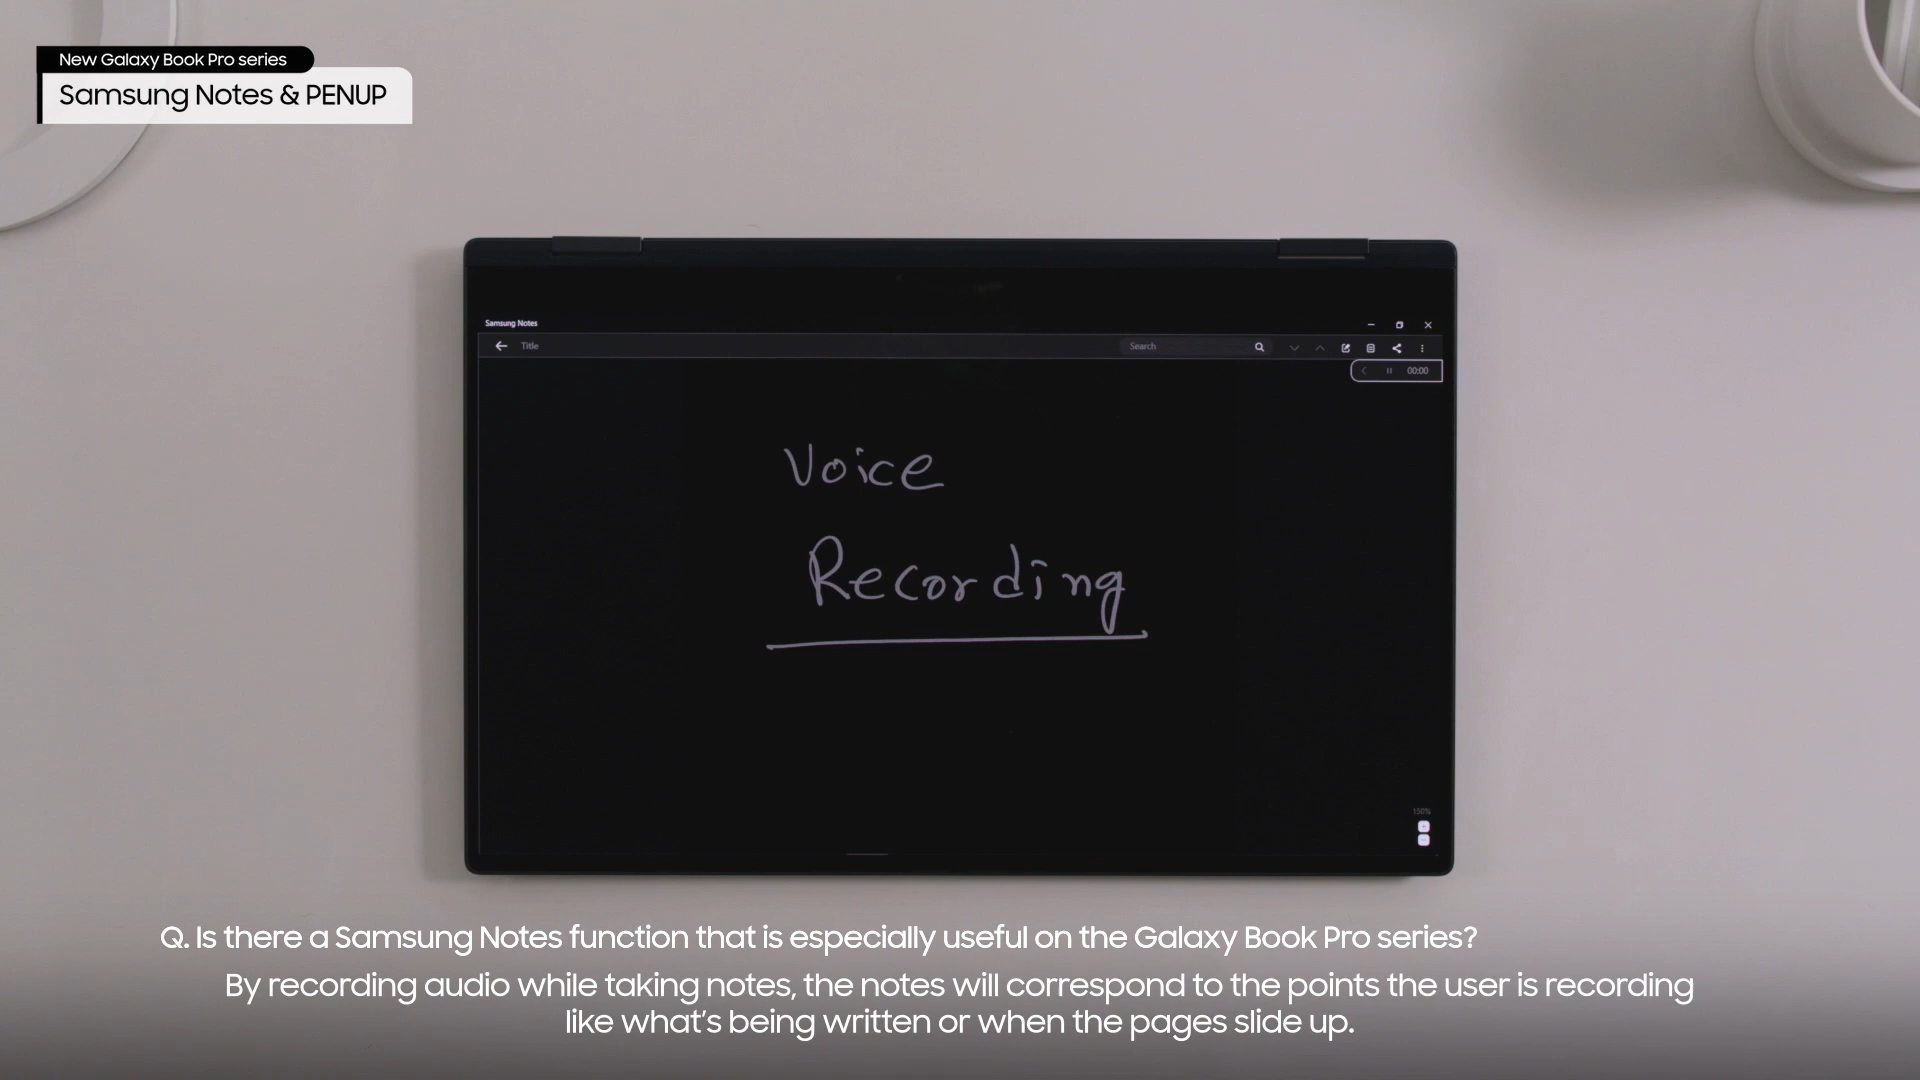 New Galaxy Book Pro series
Samsung Notes & PENUP
Samsung Notes
Title
Search
00:00
Voice
Recording
150%
Q. Is there a Samsung Notes function that is especially useful on the Galaxy Book Pro series?
By recording audio while taking notes, the notes will correspond to the points the user is recording
like what's being written or when the pages slide up.